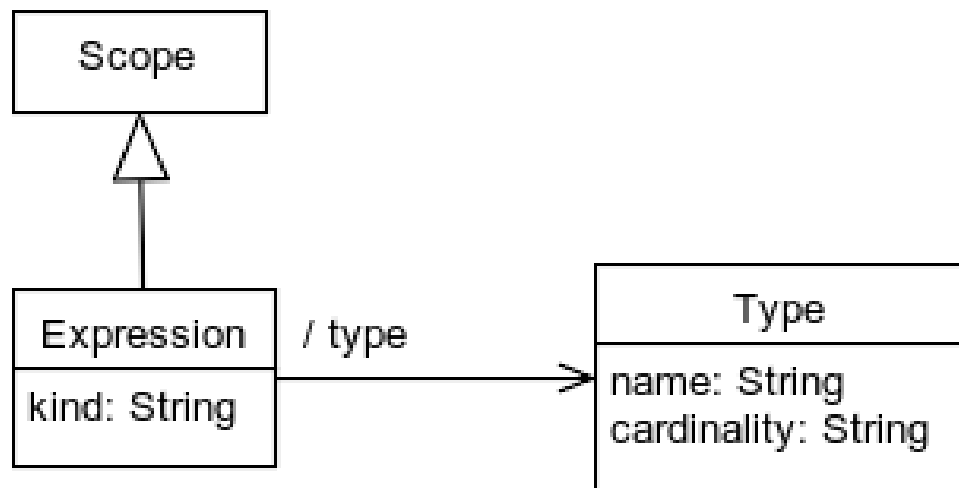 Scope
Expression
kind: String
/ type
Type
name: String
cardinality: String